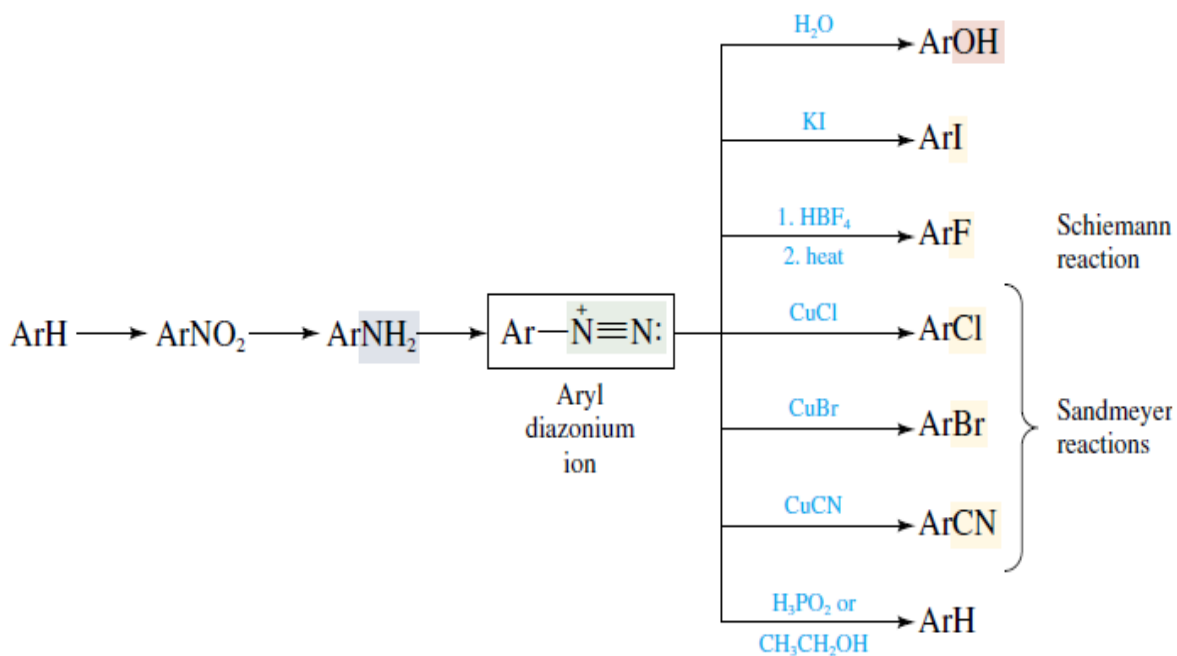 H₂O
ArOH
KI
ArI
1. HBF₄
2. heat
ArF
Schiemann
reaction
ArH
ArNO₂
ArNH₂
Ar—N⁺≡N:
Aryl
diazonium
ion
CuCl
ArCl
CuBr
ArBr
Sandmeyer
reactions
CuCN
ArCN
H₃PO₂ or
CH₃CH₂OH
ArH